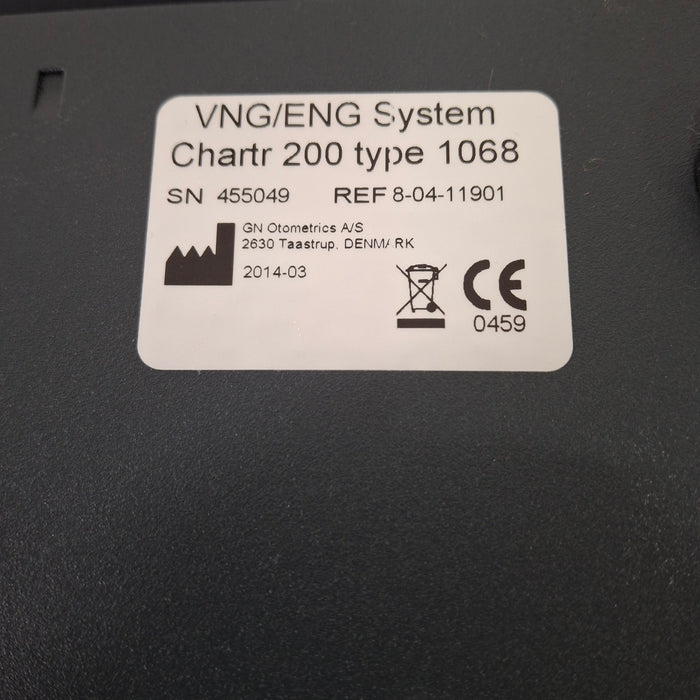 VNG/ENG System
Chartr 200 type 1068
SN 455049 REF 8-04-11901
GN Otometrics A/S
2630 Taastrup, DENMARK
2014-03
CE
0459